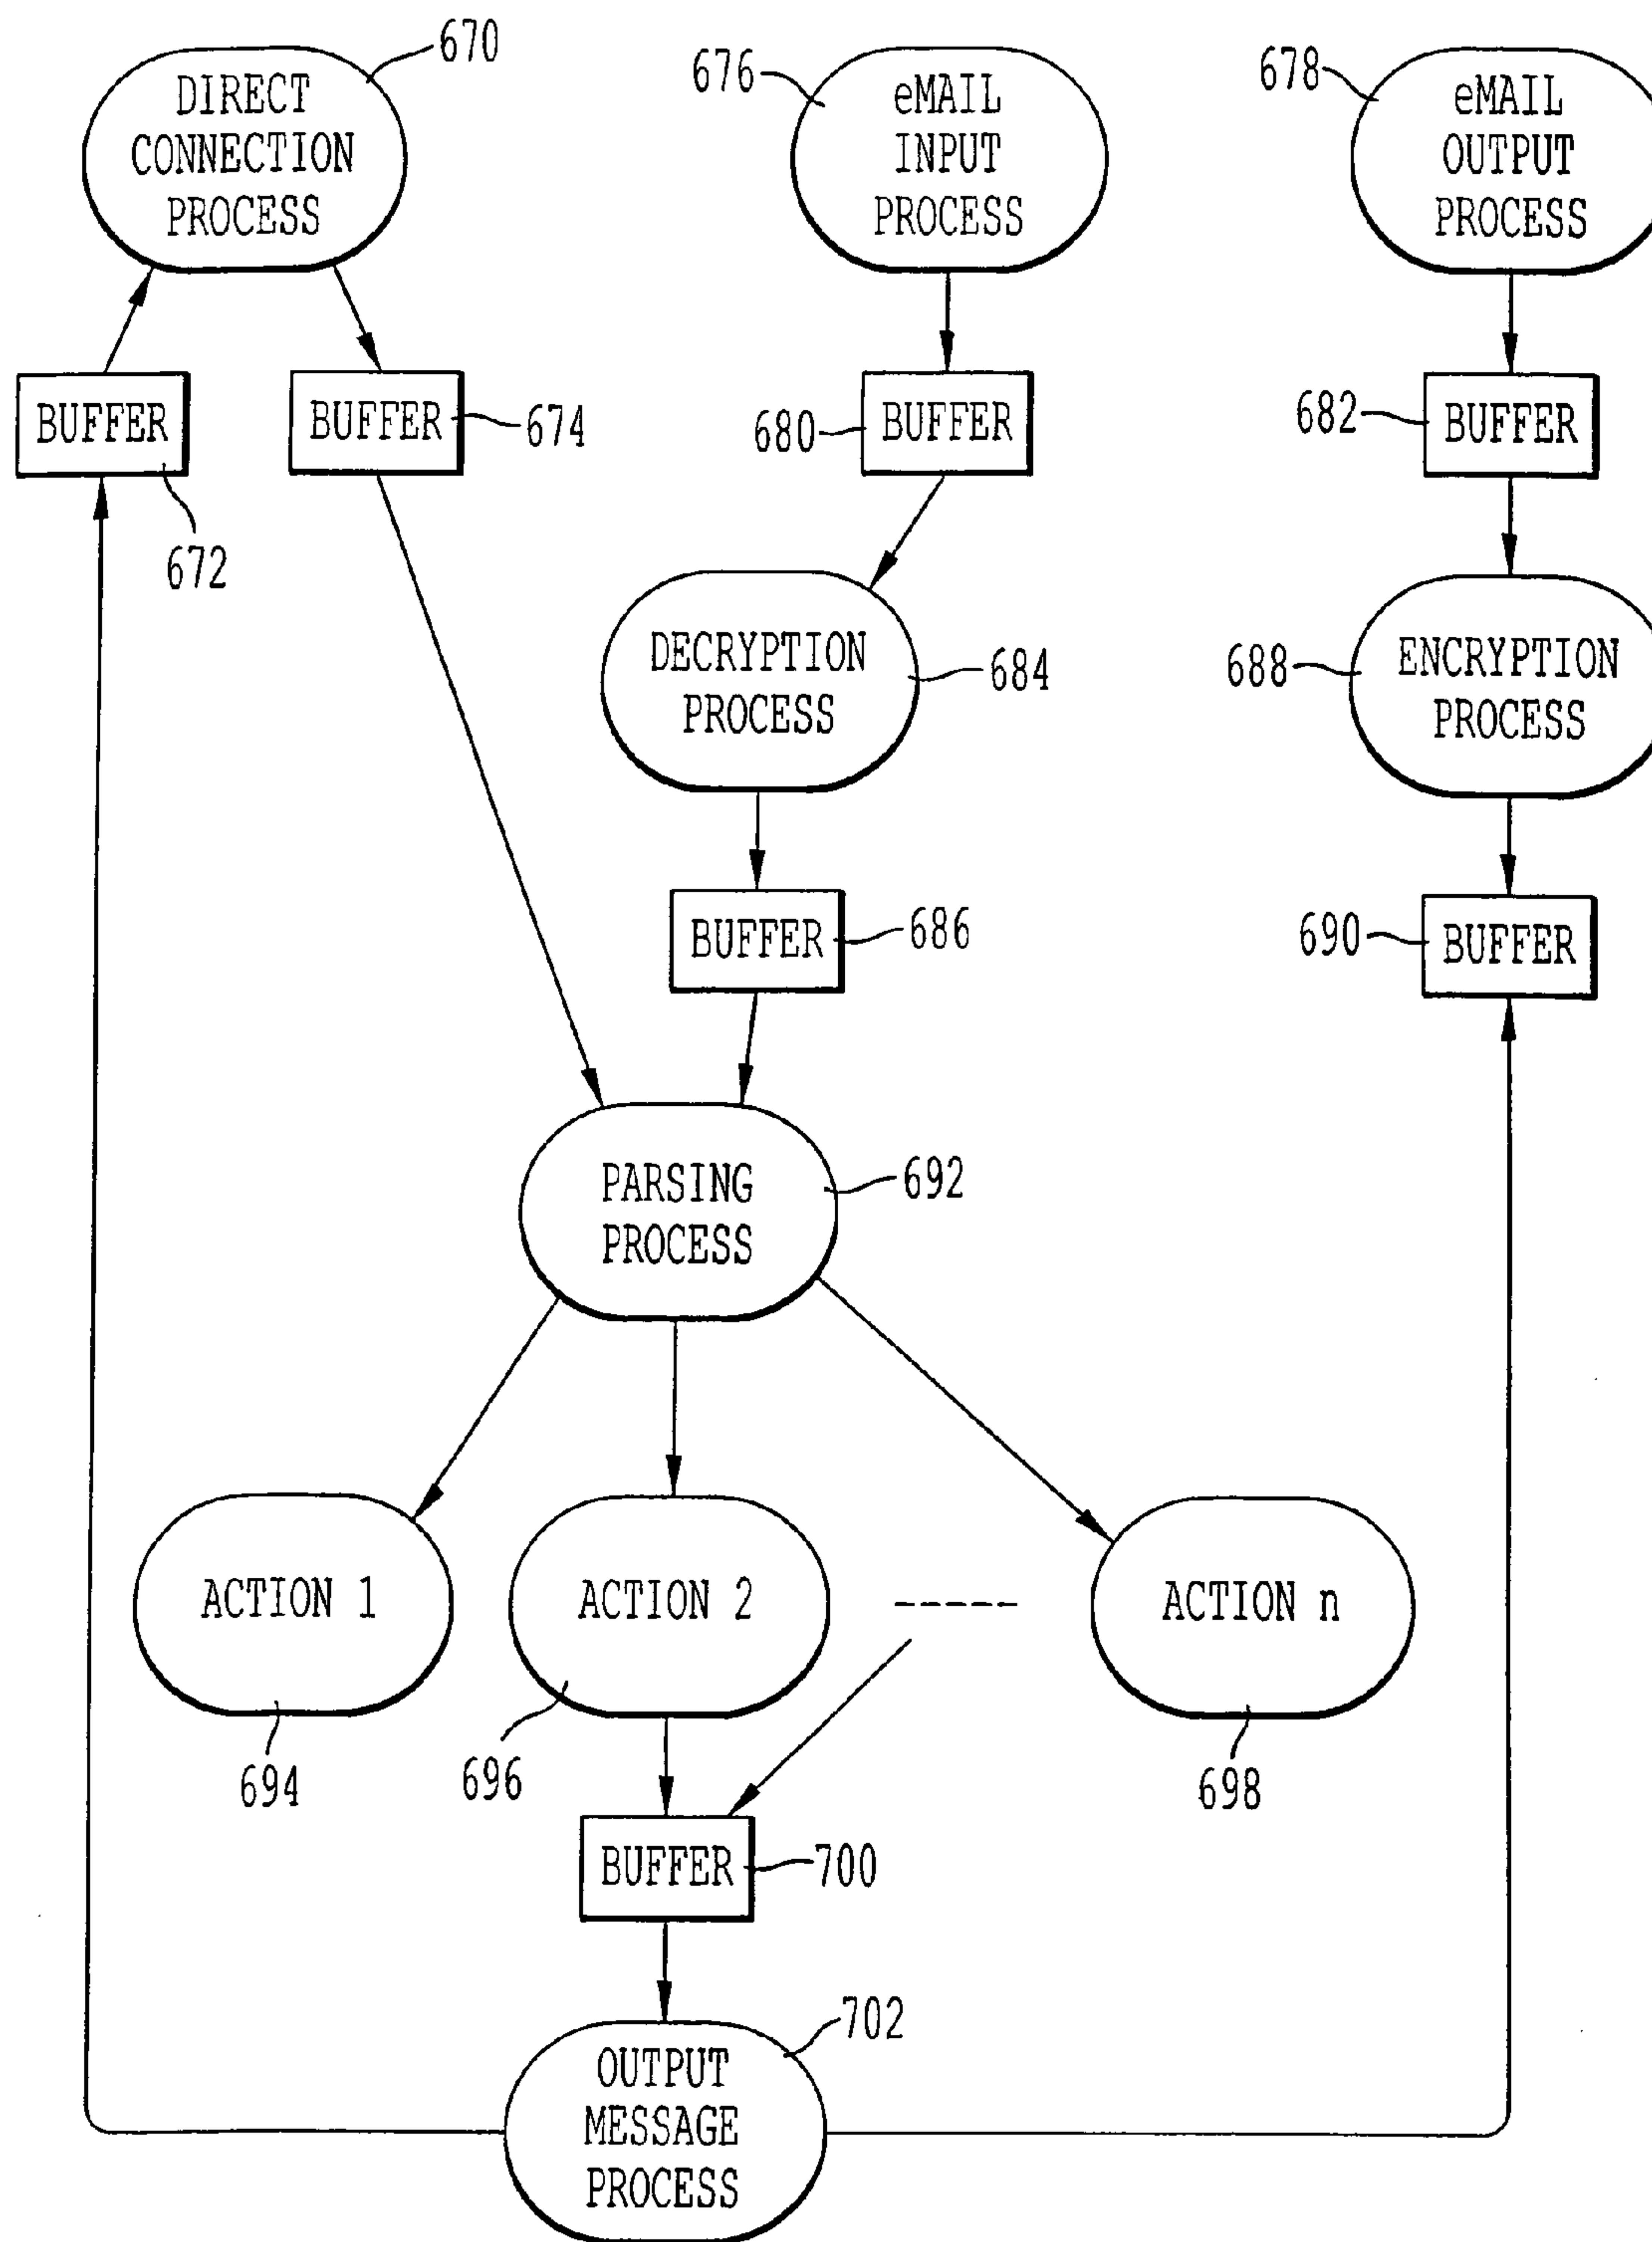 670
DIRECT
CONNECTION
PROCESS
676
eMAIL
INPUT
PROCESS
678
eMAIL
OUTPUT
PROCESS
BUFFER
672
BUFFER
674
680
BUFFER
682
BUFFER
DECRYPTION
PROCESS
684
688
ENCRYPTION
PROCESS
BUFFER
686
690
BUFFER
PARSING
PROCESS
692
ACTION 1
694
ACTION 2
696
-----
ACTION n
698
BUFFER
700
702
OUTPUT
MESSAGE
PROCESS